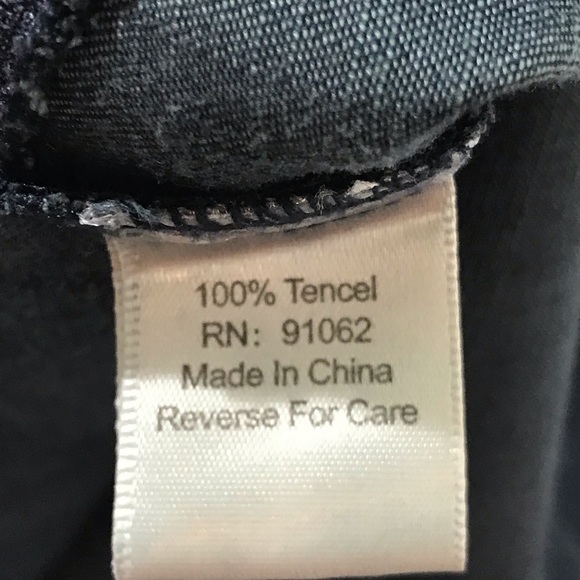 100% Tencel
RN: 91062
Made In China
Reverse For Care